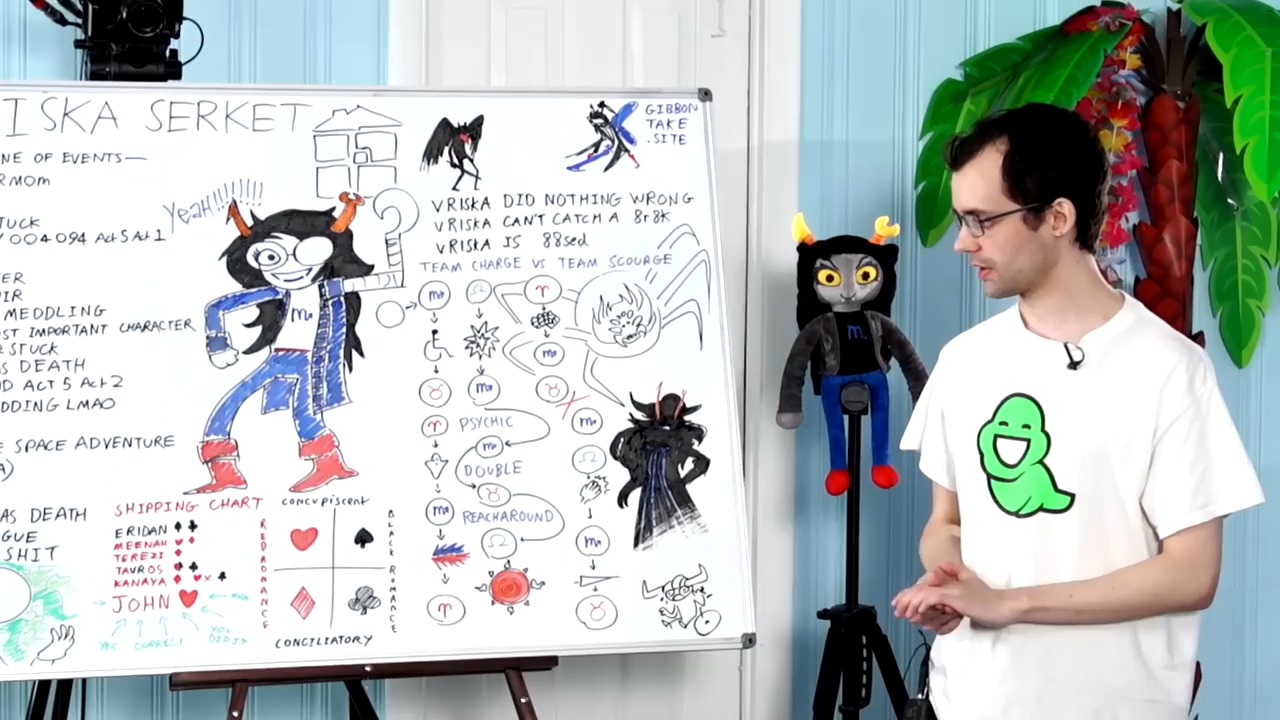 ISKA SERKET
NE OF EVENTS—
RMOM
TUCK
004094 Act 5 Act 1
ER
IR
MEDDLING
OST IMPORTANT CHARACTER
STUCK
S DEATH
D ACT 5 Act 2
DDING LMAO
E SPACE ADVENTURE
A)
AS DEATH
GUE
SHIT
Yeah!!!!!!!!
GIBBON
TAKE
.SITE
VRISKA DID NOTHING WRONG
VRISKA CAN'T CATCH A 8r8k
VRISKA IS 88sed
TEAM CHARGE VS TEAM SCOURGE
PSYCHIC
DOUBLE
REACHAROUND
SHIPPING CHART
ERIDAN ♦ ♣
MEENAH ♦ ♥
TEREZI ♦
TAVROS ♦ ♣
KANAYA ♦ ♥ × ♣
JOHN ♥
YES CORRECT YOU DID IT
CONCUPISCENT
REDROMANCE
BLACK ROMANCE
CONCILIATORY